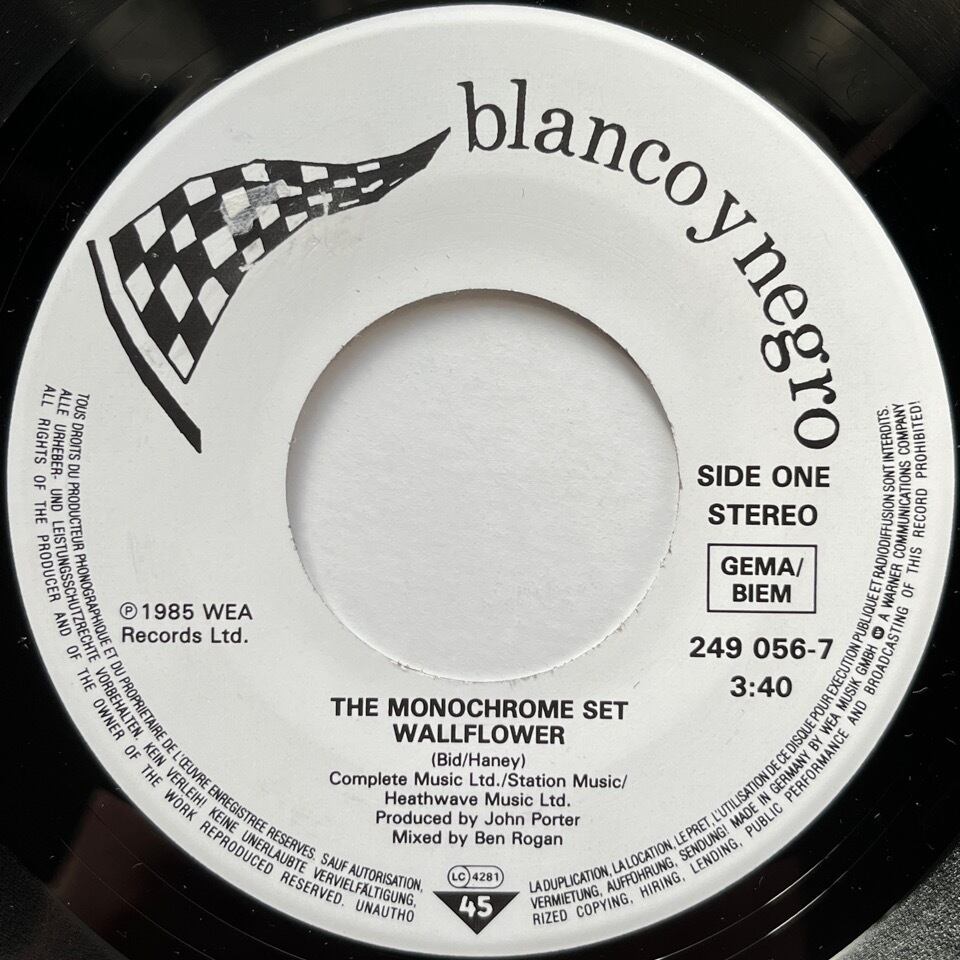 blanco y negro
SIDE ONE
STEREO
GEMA/
BIEM
249 056-7
3:40
℗ 1985 WEA
Records Ltd.
THE MONOCHROME SET
WALLFLOWER
(Bid/Haney)
Complete Music Ltd./Station Music/
Heathwave Music Ltd.
Produced by John Porter
Mixed by Ben Rogan
LC 4281
45
TOUS DROITS DU PRODUCTEUR PHONOGRAPHIQUE ET DU PROPRIETAIRE DE L'ŒUVRE ENREGISTREE RESERVES. SAUF AUTORISATION,
ALLE URHEBER- UND LEISTUNGSSCHUTZRECHTE VORBEHALTEN. KEIN VERLEIH! KEINE UNERLAUBTE VERVIELFÄLTIGUNG,
ALL RIGHTS OF THE PRODUCER AND OF THE OWNER OF THE WORK REPRODUCED RESERVED. UNAUTHO
LA DUPLICATION, LA LOCATION, LE PRET, L'UTILISATION DE CE DISQUE POUR EXECUTION PUBLIQUE ET RADIODIFFUSION SONT INTERDITS.
VERMIETUNG, AUFFÜHRUNG, SENDUNG! MADE IN GERMANY BY WEA MUSIK GMBH A WARNER COMMUNICATIONS COMPANY
RIZED COPYING, HIRING, LENDING, PUBLIC PERFORMANCE AND BROADCASTING OF THIS RECORD PROHIBITED!